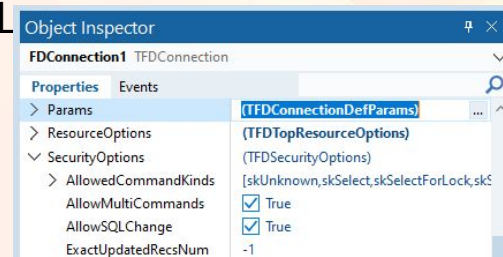 L
Object Inspector
FDConnection1 TFDConnection
Properties Events
Params (TFDConnectionDefParams) ...
ResourceOptions (TFDTopResourceOptions)
SecurityOptions (TFDSecurityOptions)
AllowedCommandKinds [skUnknown,skSelect,skSelectForLock,skS
AllowMultiCommands True
AllowSQLChange True
ExactUpdatedRecsNum -1